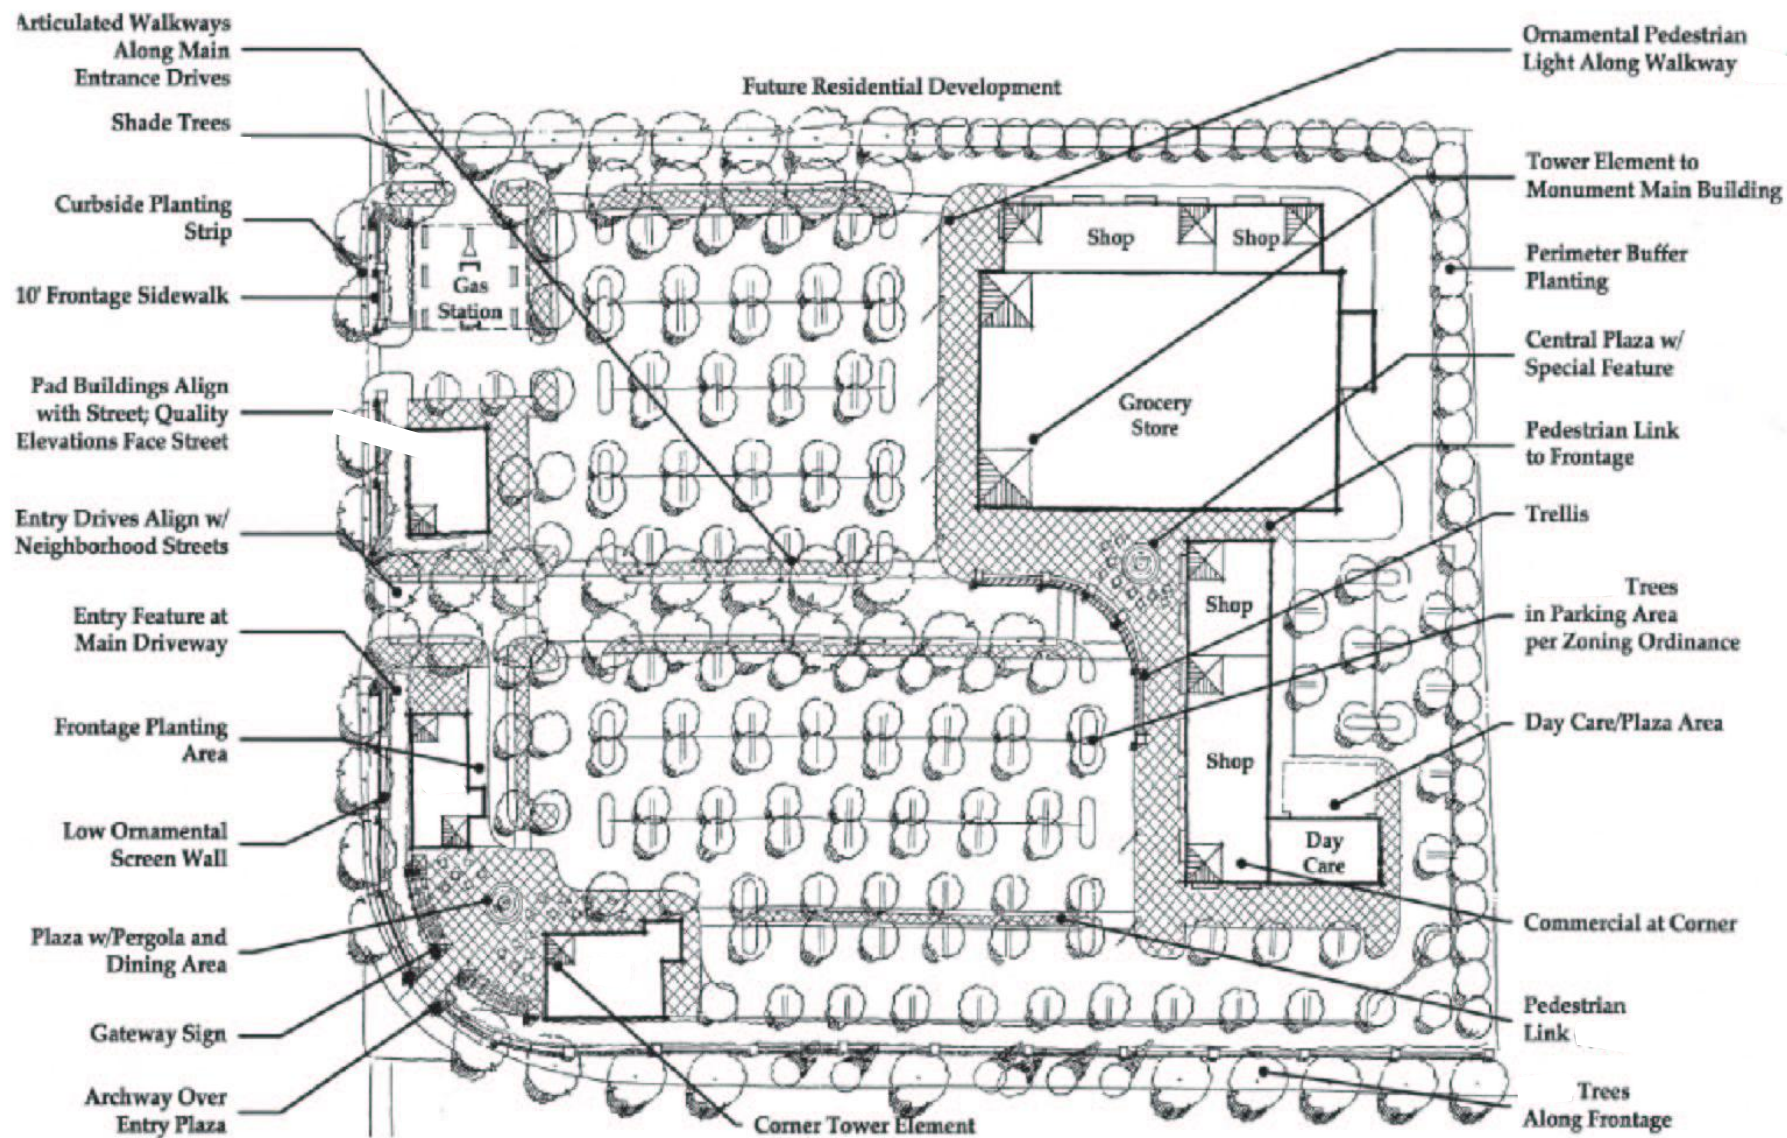 Articulated Walkways
Along Main
Entrance Drives
Shade Trees
Curbside Planting
Strip
10' Frontage Sidewalk
Pad Buildings Align
with Street; Quality
Elevations Face Street
Entry Drives Align w/
Neighborhood Streets
Entry Feature at
Main Driveway
Frontage Planting
Area
Low Ornamental
Screen Wall
Plaza w/Pergola and
Dining Area
Gateway Sign
Archway Over
Entry Plaza
Future Residential Development
Gas
Station
Shop
Shop
Grocery
Store
Shop
Shop
Day
Care
Corner Tower Element
Ornamental Pedestrian
Light Along Walkway
Tower Element to
Monument Main Building
Perimeter Buffer
Planting
Central Plaza w/
Special Feature
Pedestrian Link
to Frontage
Trellis
Trees
in Parking Area
per Zoning Ordinance
Day Care/Plaza Area
Commercial at Corner
Pedestrian
Link
Trees
Along Frontage